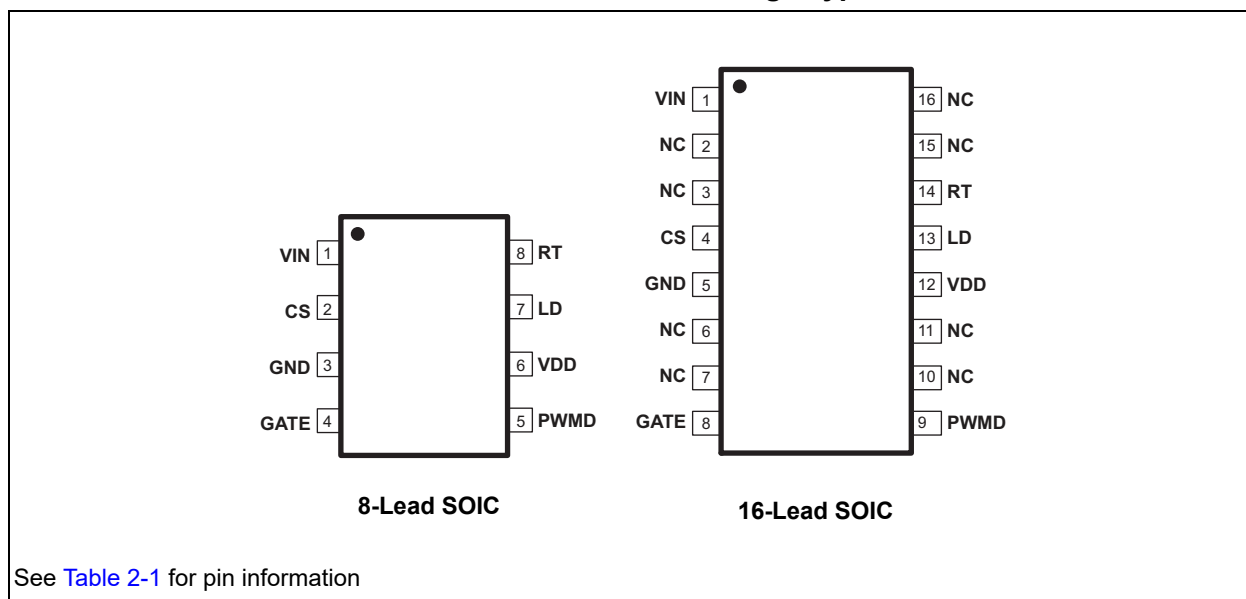 VIN 1
CS 2
GND 3
GATE 4
8 RT
7 LD
6 VDD
5 PWMD
8-Lead SOIC
VIN 1
NC 2
NC 3
CS 4
GND 5
NC 6
NC 7
GATE 8
16 NC
15 NC
14 RT
13 LD
12 VDD
11 NC
10 NC
9 PWMD
16-Lead SOIC
See Table 2-1 for pin information